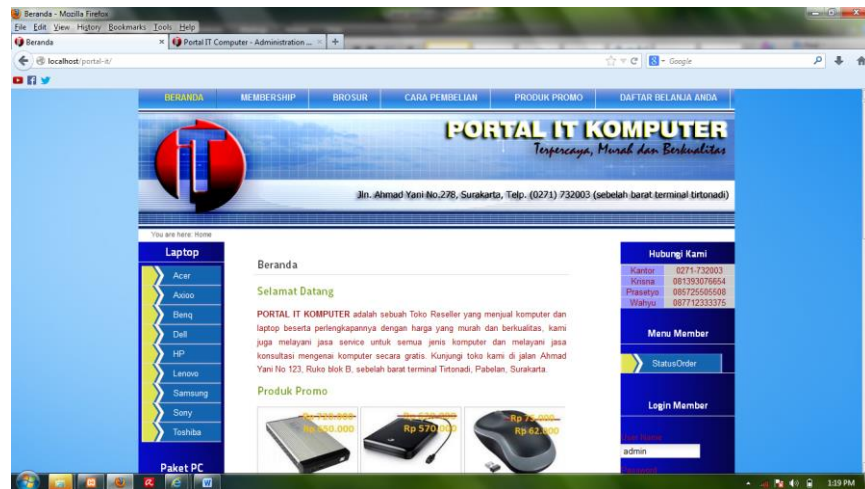 Beranda - Mozilla Firefox
File Edit View History Bookmarks Tools Help
Beranda × Portal IT Computer - Administration ... × +
localhost/portal-it/ Google
BERANDA MEMBERSHIP BROSUR CARA PEMBELIAN PRODUK PROMO DAFTAR BELANJA ANDA
IT
PORTAL IT KOMPUTER
Terpercaya, Murah dan Berkualitas
Jln. Ahmad Yani No.278, Surakarta, Telp. (0271) 732003 (sebelah barat terminal tirtonadi)
You are here: Home
Laptop
Acer
Axioo
Benq
Dell
HP
Lenovo
Samsung
Sony
Toshiba
Paket PC
Beranda
Selamat Datang
PORTAL IT KOMPUTER adalah sebuah Toko Reseller yang menjual komputer dan
laptop beserta perlengkapannya dengan harga yang murah dan berkualitas, kami
juga melayani jasa service untuk semua jenis komputer dan melayani jasa
konsultasi mengenai komputer secara gratis. Kunjungi toko kami di jalan Ahmad
Yani No 123, Ruko blok B, sebelah barat terminal Tirtonadi, Pabelan, Surakarta.
Produk Promo
Rp 570.000
Rp 75.000
Rp 62.000
Hubungi Kami
Kantor 0271-732003
Krisna 081393076654
Prasetyo 085725505508
Wahyu 087712333375
Menu Member
StatusOrder
Login Member
User Name
admin
Password
1:19 PM